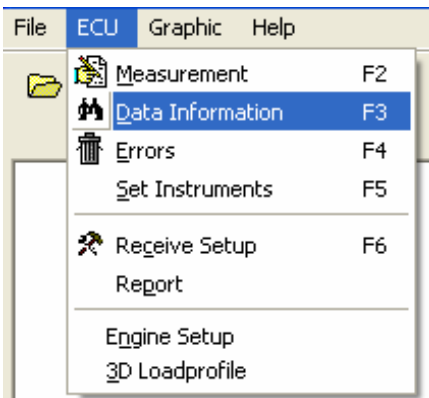 File ECU Graphic Help
Measurement F2
Data Information F3
Errors F4
Set Instruments F5
Receive Setup F6
Report
Engine Setup
3D Loadprofile